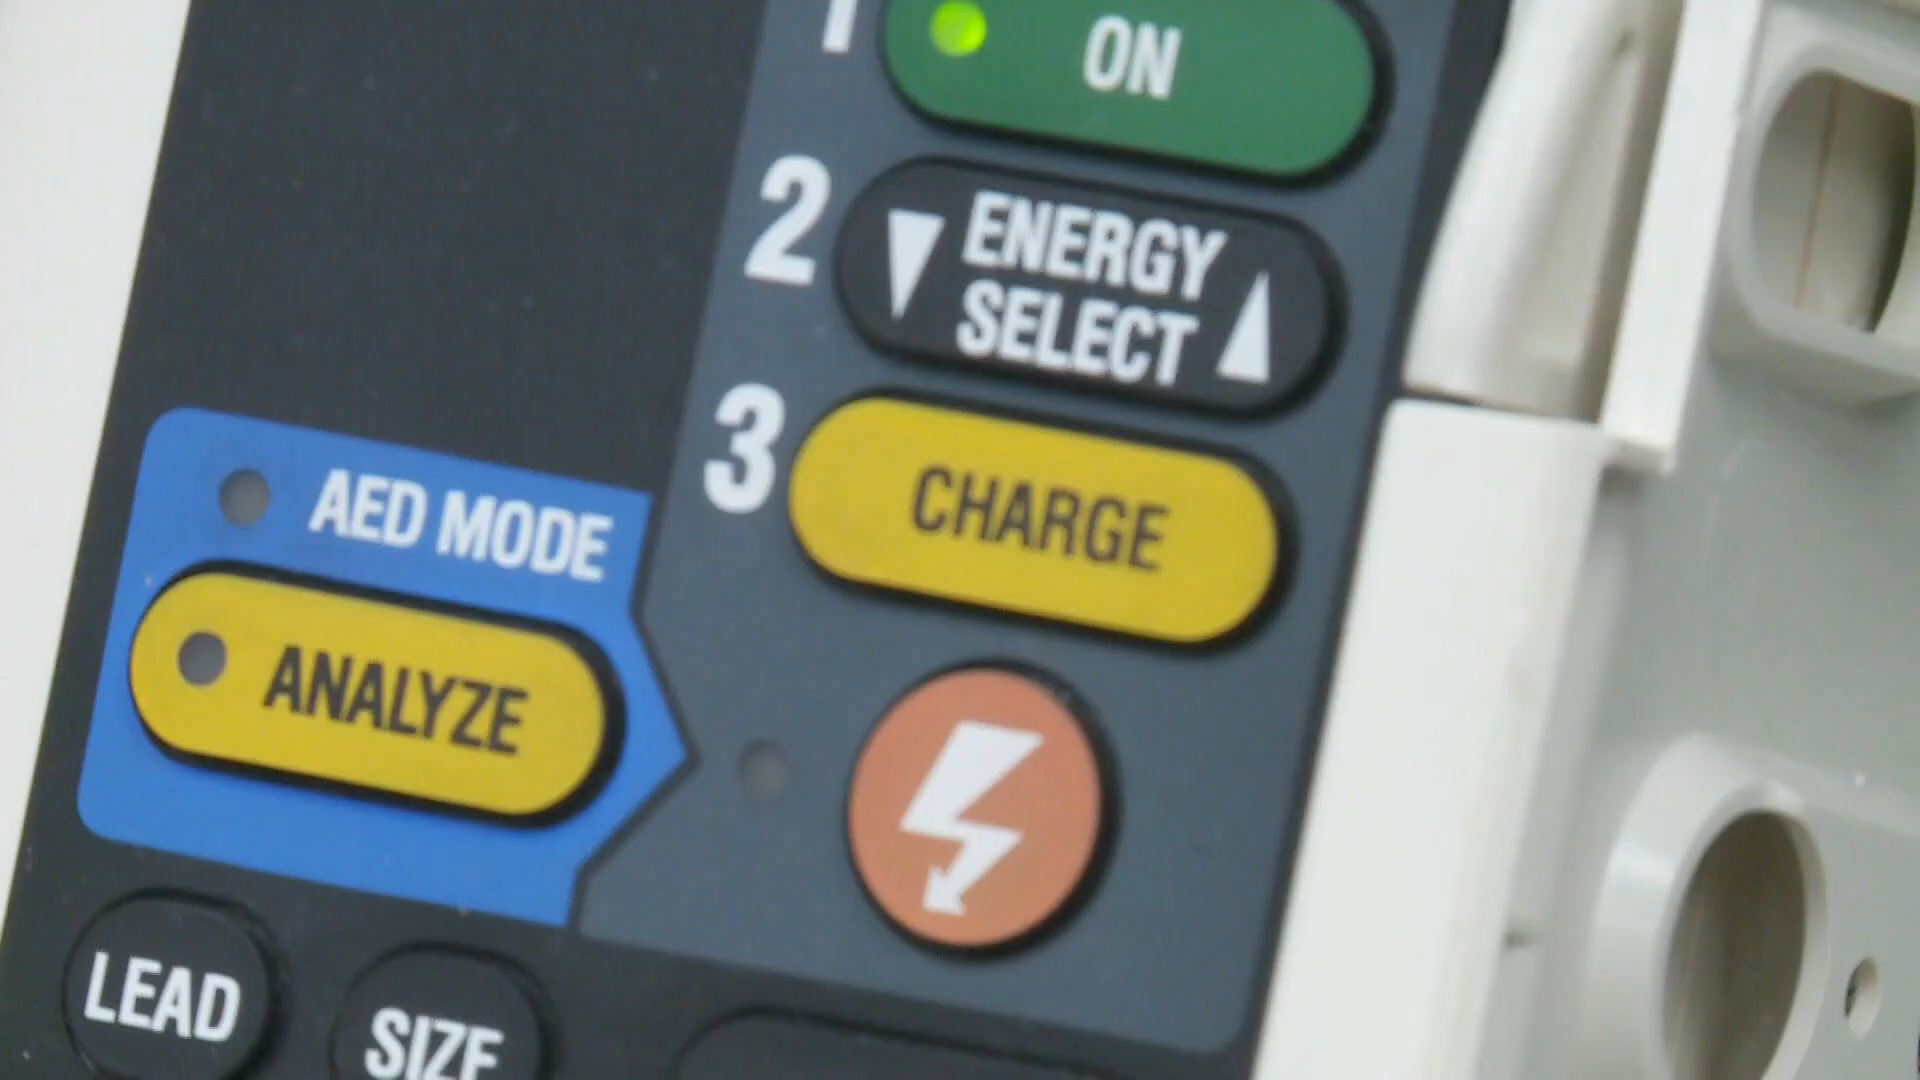 1 ON
2 ENERGY
SELECT
3 CHARGE
AED MODE
ANALYZE
LEAD
SIZE